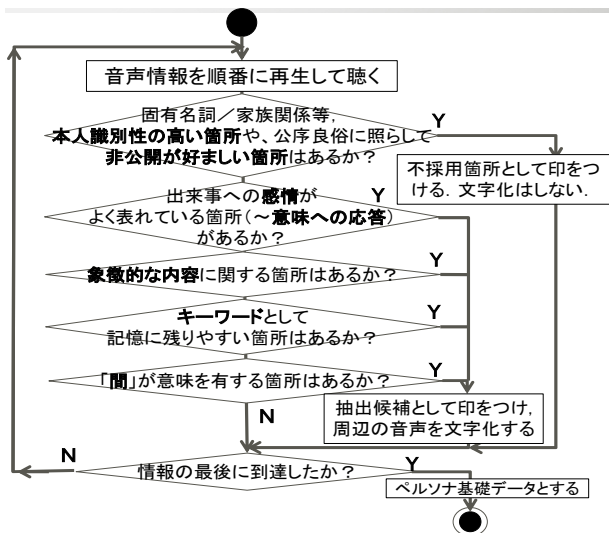 音声情報を順番に再生して聴く
固有名詞／家族関係等,
本人識別性の高い箇所や、公序良俗に照らして
非公開が好ましい箇所はあるか？
Y
不採用箇所として印をつ
ける. 文字化はしない.
出来事への感情が
よく表れている箇所(～意味への応答)
があるか？
Y
象徴的な内容に関する箇所はあるか？
Y
キーワードとして
記憶に残りやすい箇所はあるか？
Y
「間」が意味を有する箇所はあるか？
Y
N
抽出候補として印をつけ,
周辺の音声を文字化する
N
情報の最後に到達したか？
Y
ペルソナ基礎データとする